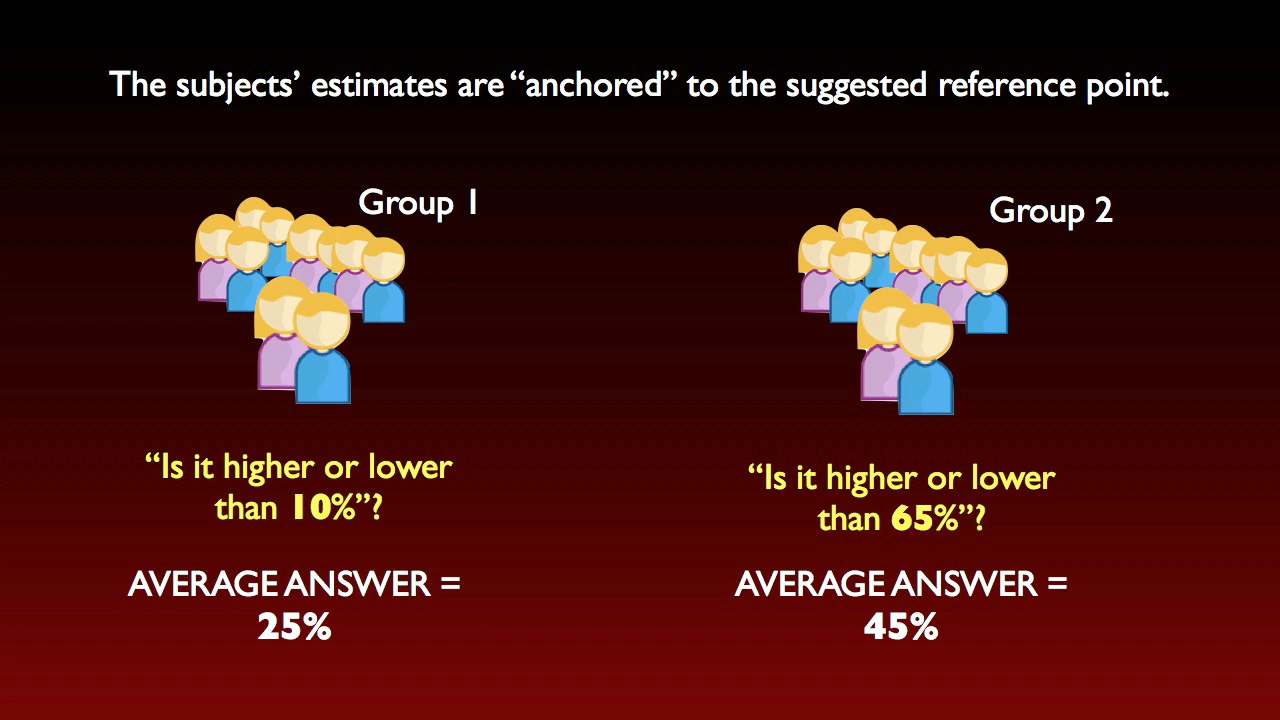 The subjects’ estimates are “anchored” to the suggested reference point.
Group 1
“Is it higher or lower
than 10%”?
AVERAGE ANSWER =
25%
Group 2
“Is it higher or lower
than 65%”?
AVERAGE ANSWER =
45%